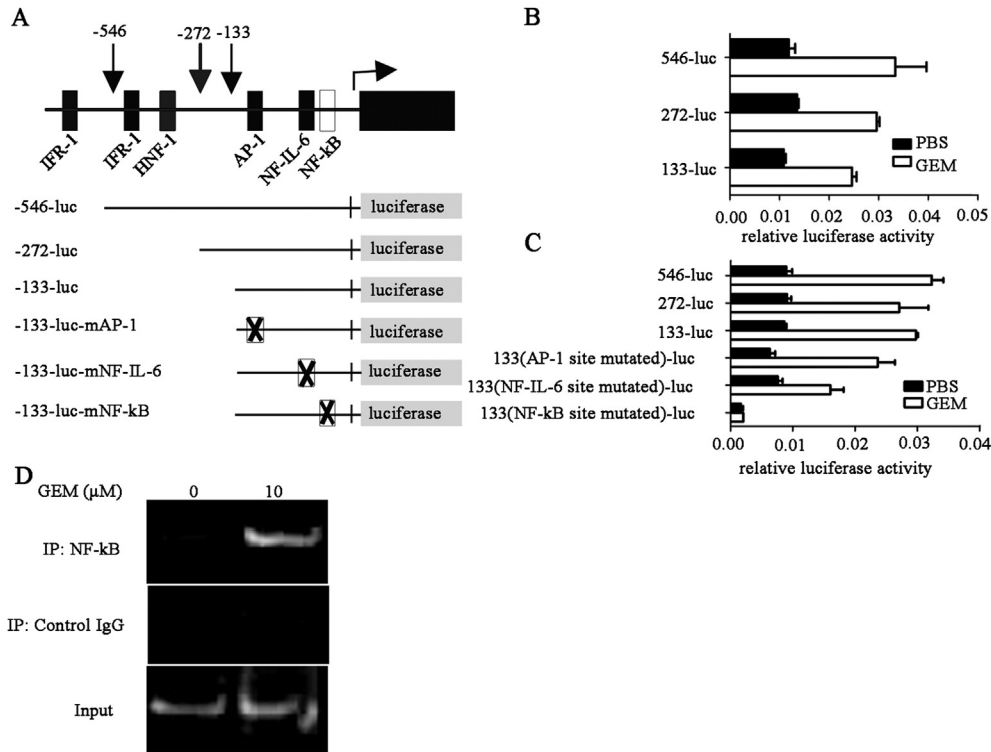 A
-546
-272
-133
IFR-1
IFR-1
HNF-1
AP-1
NF-IL-6
NF-kB
-546-luc
luciferase
-272-luc
luciferase
-133-luc
luciferase
-133-luc-mAP-1
luciferase
-133-luc-mNF-IL-6
luciferase
-133-luc-mNF-kB
luciferase
B
546-luc
272-luc
133-luc
PBS
GEM
0.00 0.01 0.02 0.03 0.04 0.05
relative luciferase activity
C
546-luc
272-luc
133-luc
133(AP-1 site mutated)-luc
133(NF-IL-6 site mutated)-luc
133(NF-kB site mutated)-luc
PBS
GEM
0.00 0.01 0.02 0.03 0.04
relative luciferase activity
D
GEM (μM) 0 10
IP: NF-kB
IP: Control IgG
Input